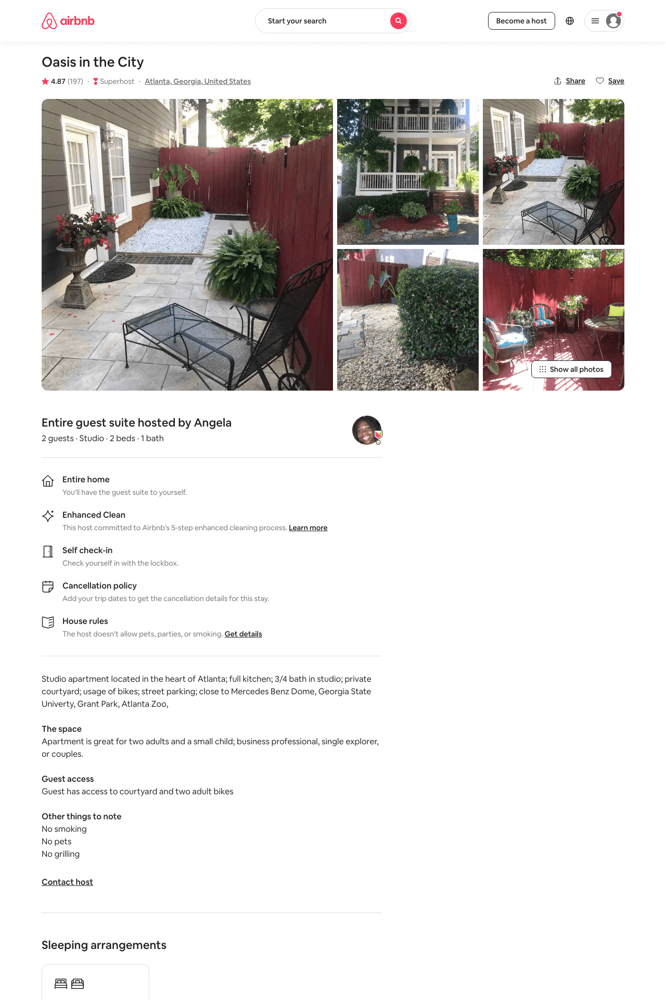 airbnb
Start your search
Become a host
Oasis in the City
4.87 (197) · Superhost · Atlanta, Georgia, United States
Share
Save
Show all photos
Entire guest suite hosted by Angela
2 guests · Studio · 2 beds · 1 bath
Entire home
You’ll have the guest suite to yourself.
Enhanced Clean
This host committed to Airbnb's 5-step enhanced cleaning process. Learn more
Self check-in
Check yourself in with the lockbox.
Cancellation policy
Add your trip dates to get the cancellation details for this stay.
House rules
The host doesn’t allow pets, parties, or smoking. Get details
Studio apartment located in the heart of Atlanta; full kitchen; 3/4 bath in studio; private
courtyard; usage of bikes; street parking; close to Mercedes Benz Dome, Georgia State
Univerty, Grant Park, Atlanta Zoo,
The space
Apartment is great for two adults and a small child; business professional, single explorer,
or couples.
Guest access
Guest has access to courtyard and two adult bikes
Other things to note
No smoking
No pets
No grilling
Contact host
Sleeping arrangements